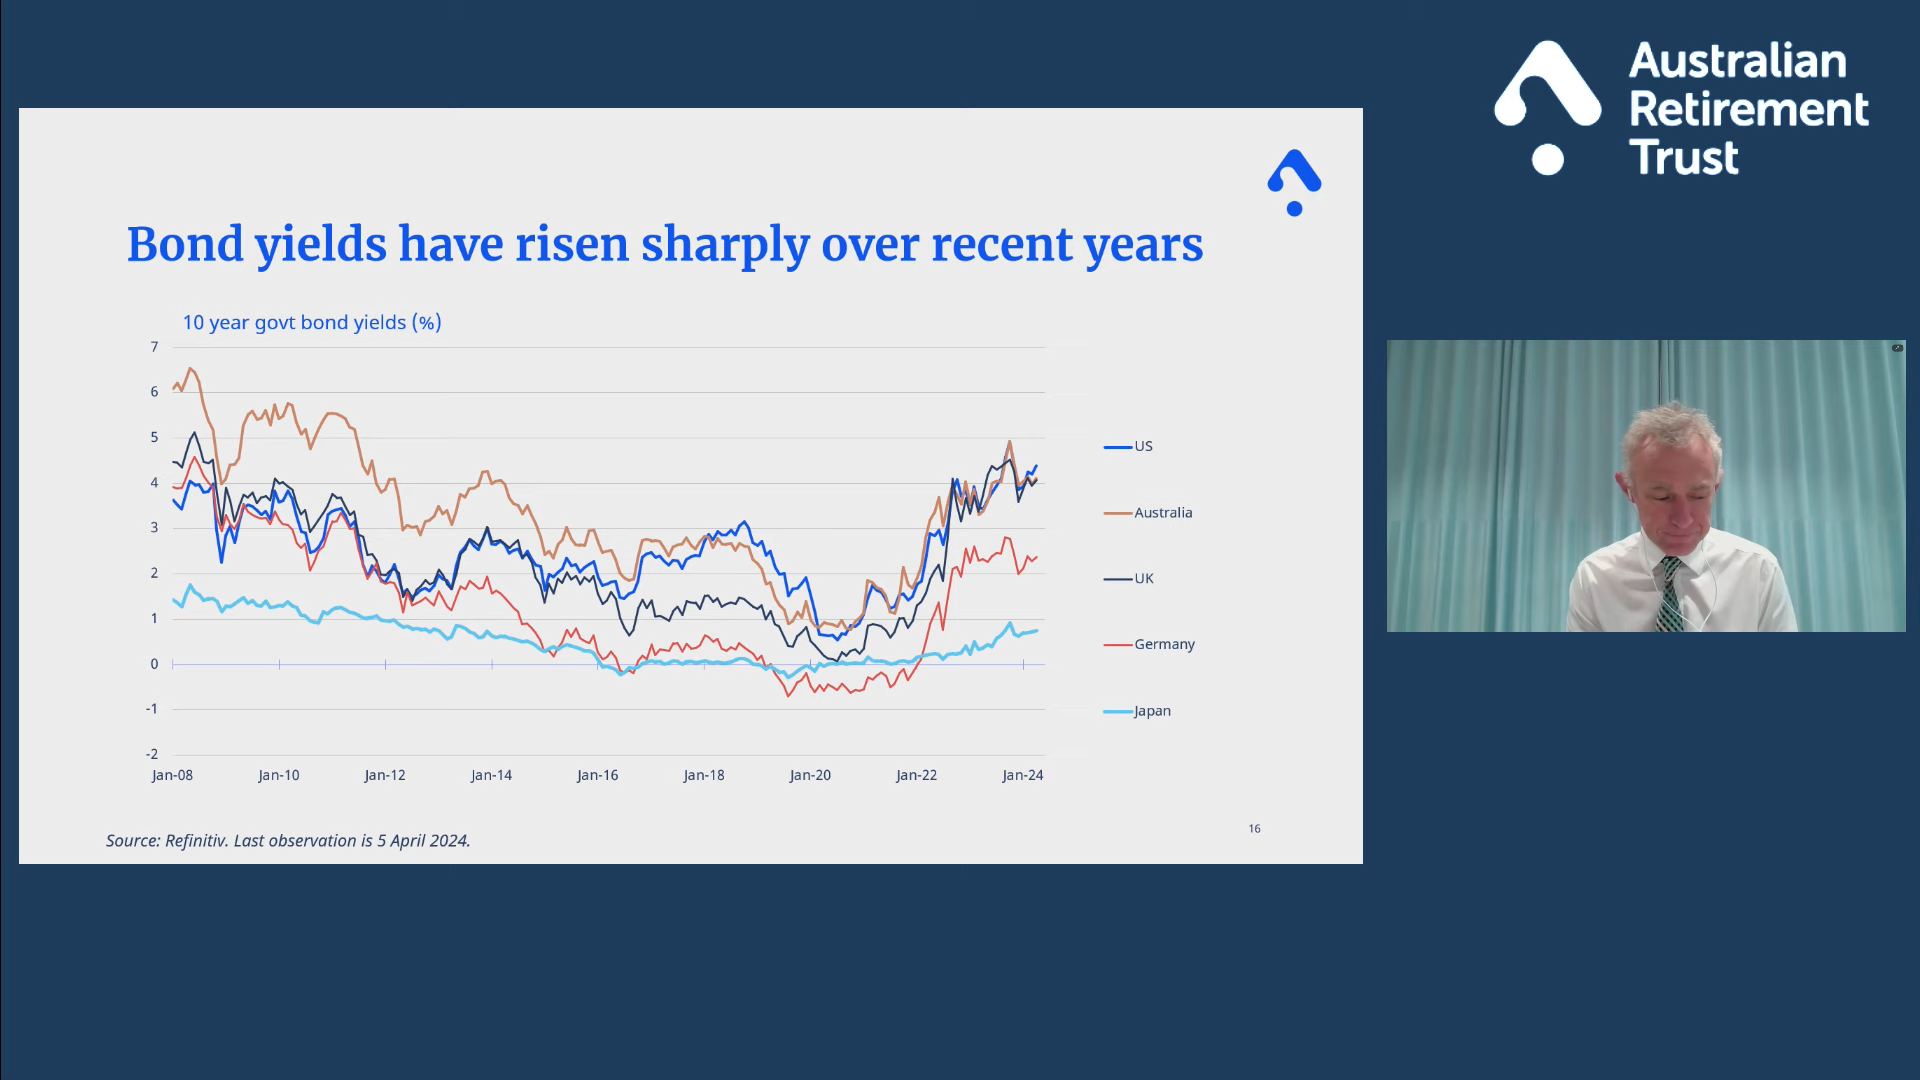 Australian
Retirement
Trust
Bond yields have risen sharply over recent years
10 year govt bond yields (%)
7
6
5
4
3
2
1
0
-1
-2
Jan-08 Jan-10 Jan-12 Jan-14 Jan-16 Jan-18 Jan-20 Jan-22 Jan-24
US
Australia
UK
Germany
Japan
Source: Refinitiv. Last observation is 5 April 2024.
16